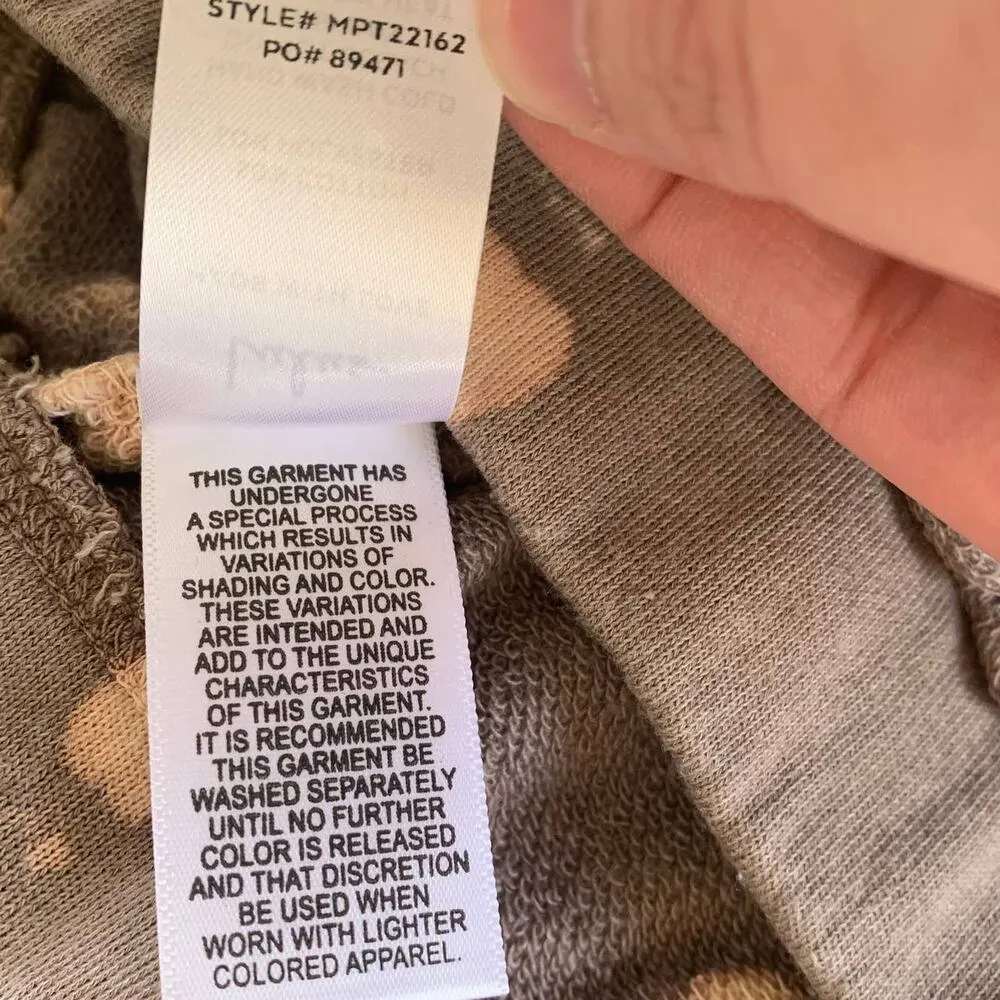 STYLE# MPT22162
PO# 89471
THIS GARMENT HAS
UNDERGONE
A SPECIAL PROCESS
WHICH RESULTS IN
VARIATIONS OF
SHADING AND COLOR.
THESE VARIATIONS
ARE INTENDED AND
ADD TO THE UNIQUE
CHARACTERISTICS
OF THIS GARMENT.
IT IS RECOMMENDED
THIS GARMENT BE
WASHED SEPARATELY
UNTIL NO FURTHER
COLOR IS RELEASED
AND THAT DISCRETION
BE USED WHEN
WORN WITH LIGHTER
COLORED APPAREL.